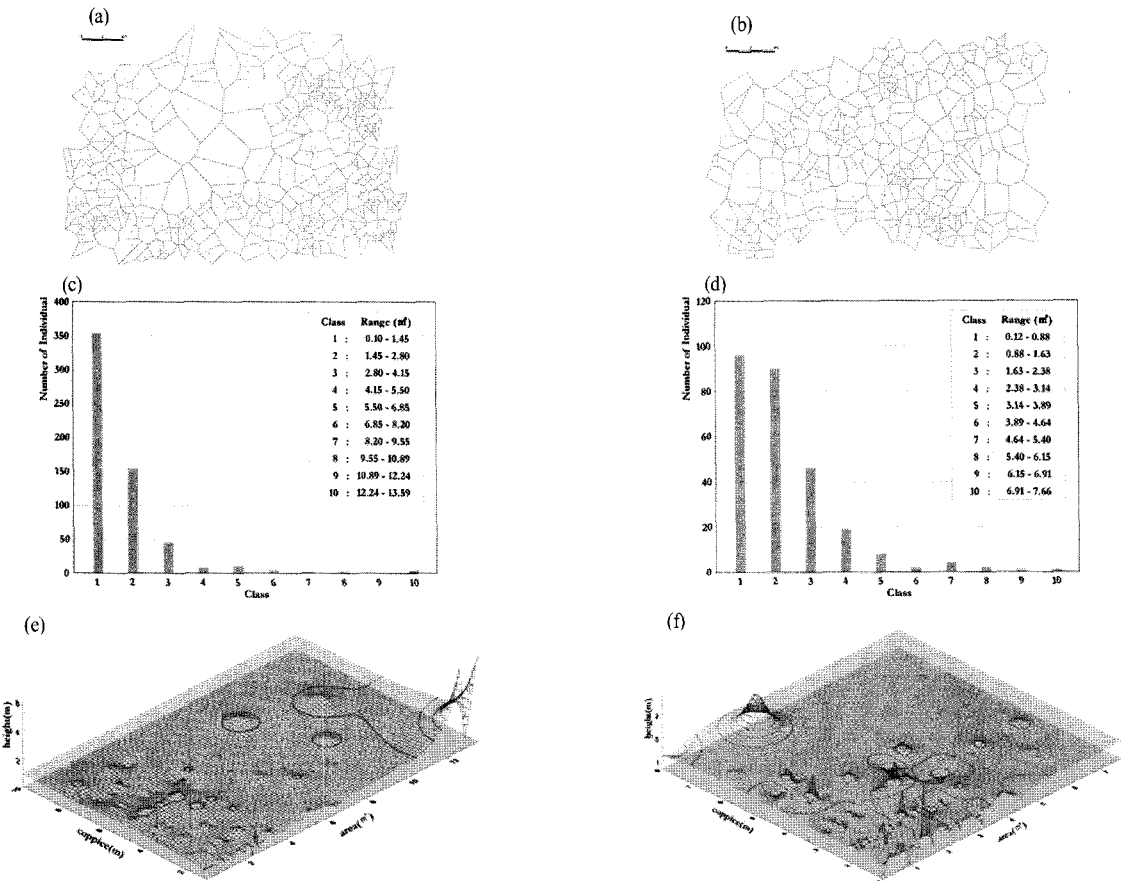 (a)
(b)
(c)
400
350
300
250
200
150
100
50
0
Number of Individual
1 2 3 4 5 6 7 8 9 10
Class
Class Range (㎡)
1 : 0.10 - 1.45
2 : 1.45 - 2.80
3 : 2.80 - 4.15
4 : 4.15 - 5.50
5 : 5.50 - 6.85
6 : 6.85 - 8.20
7 : 8.20 - 9.55
8 : 9.55 - 10.89
9 : 10.89 - 12.24
10 : 12.24 - 13.59
(d)
120
100
80
60
40
20
0
Number of Individual
1 2 3 4 5 6 7 8 9 10
Class
Class Range (㎡)
1 : 0.12 - 0.88
2 : 0.88 - 1.63
3 : 1.63 - 2.38
4 : 2.38 - 3.14
5 : 3.14 - 3.89
6 : 3.89 - 4.64
7 : 4.64 - 5.40
8 : 5.40 - 6.15
9 : 6.15 - 6.91
10 : 6.91 - 7.66
(e)
height(m)
coppice(m)
area(㎡)
(f)
height(m)
coppice(m)
area(㎡)